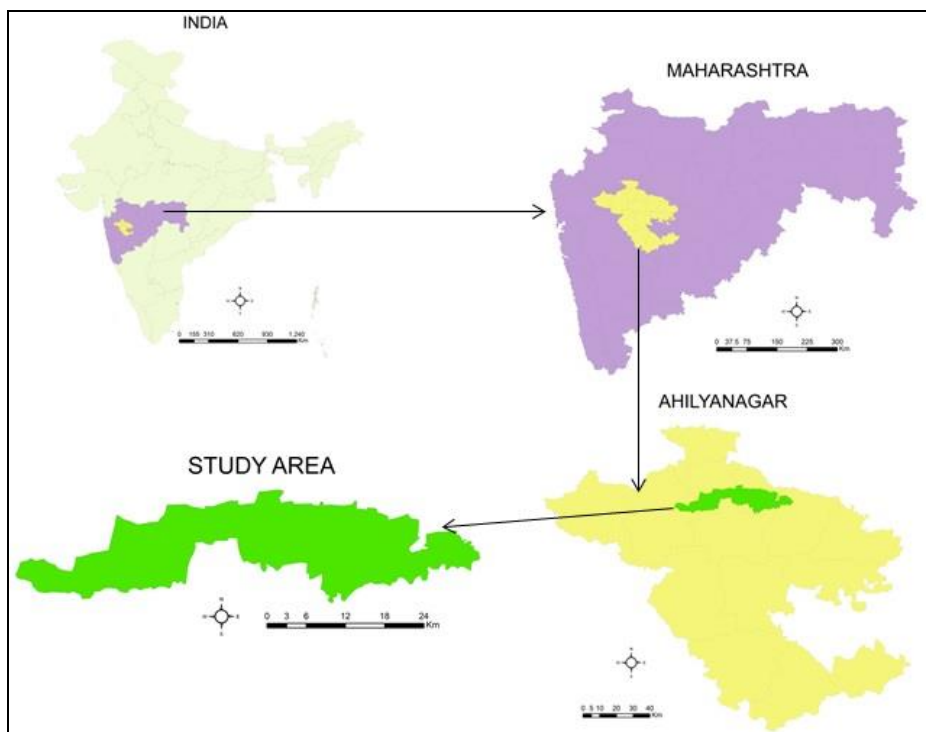 INDIA
0 155 310 620 930 1,240
Km
MAHARASHTRA
0 37.5 75 150 225 300
Km
AHILYANAGAR
0 5 10 20 30 40
Km
STUDY AREA
N
W E
S
0 3 6 12 18 24
Km